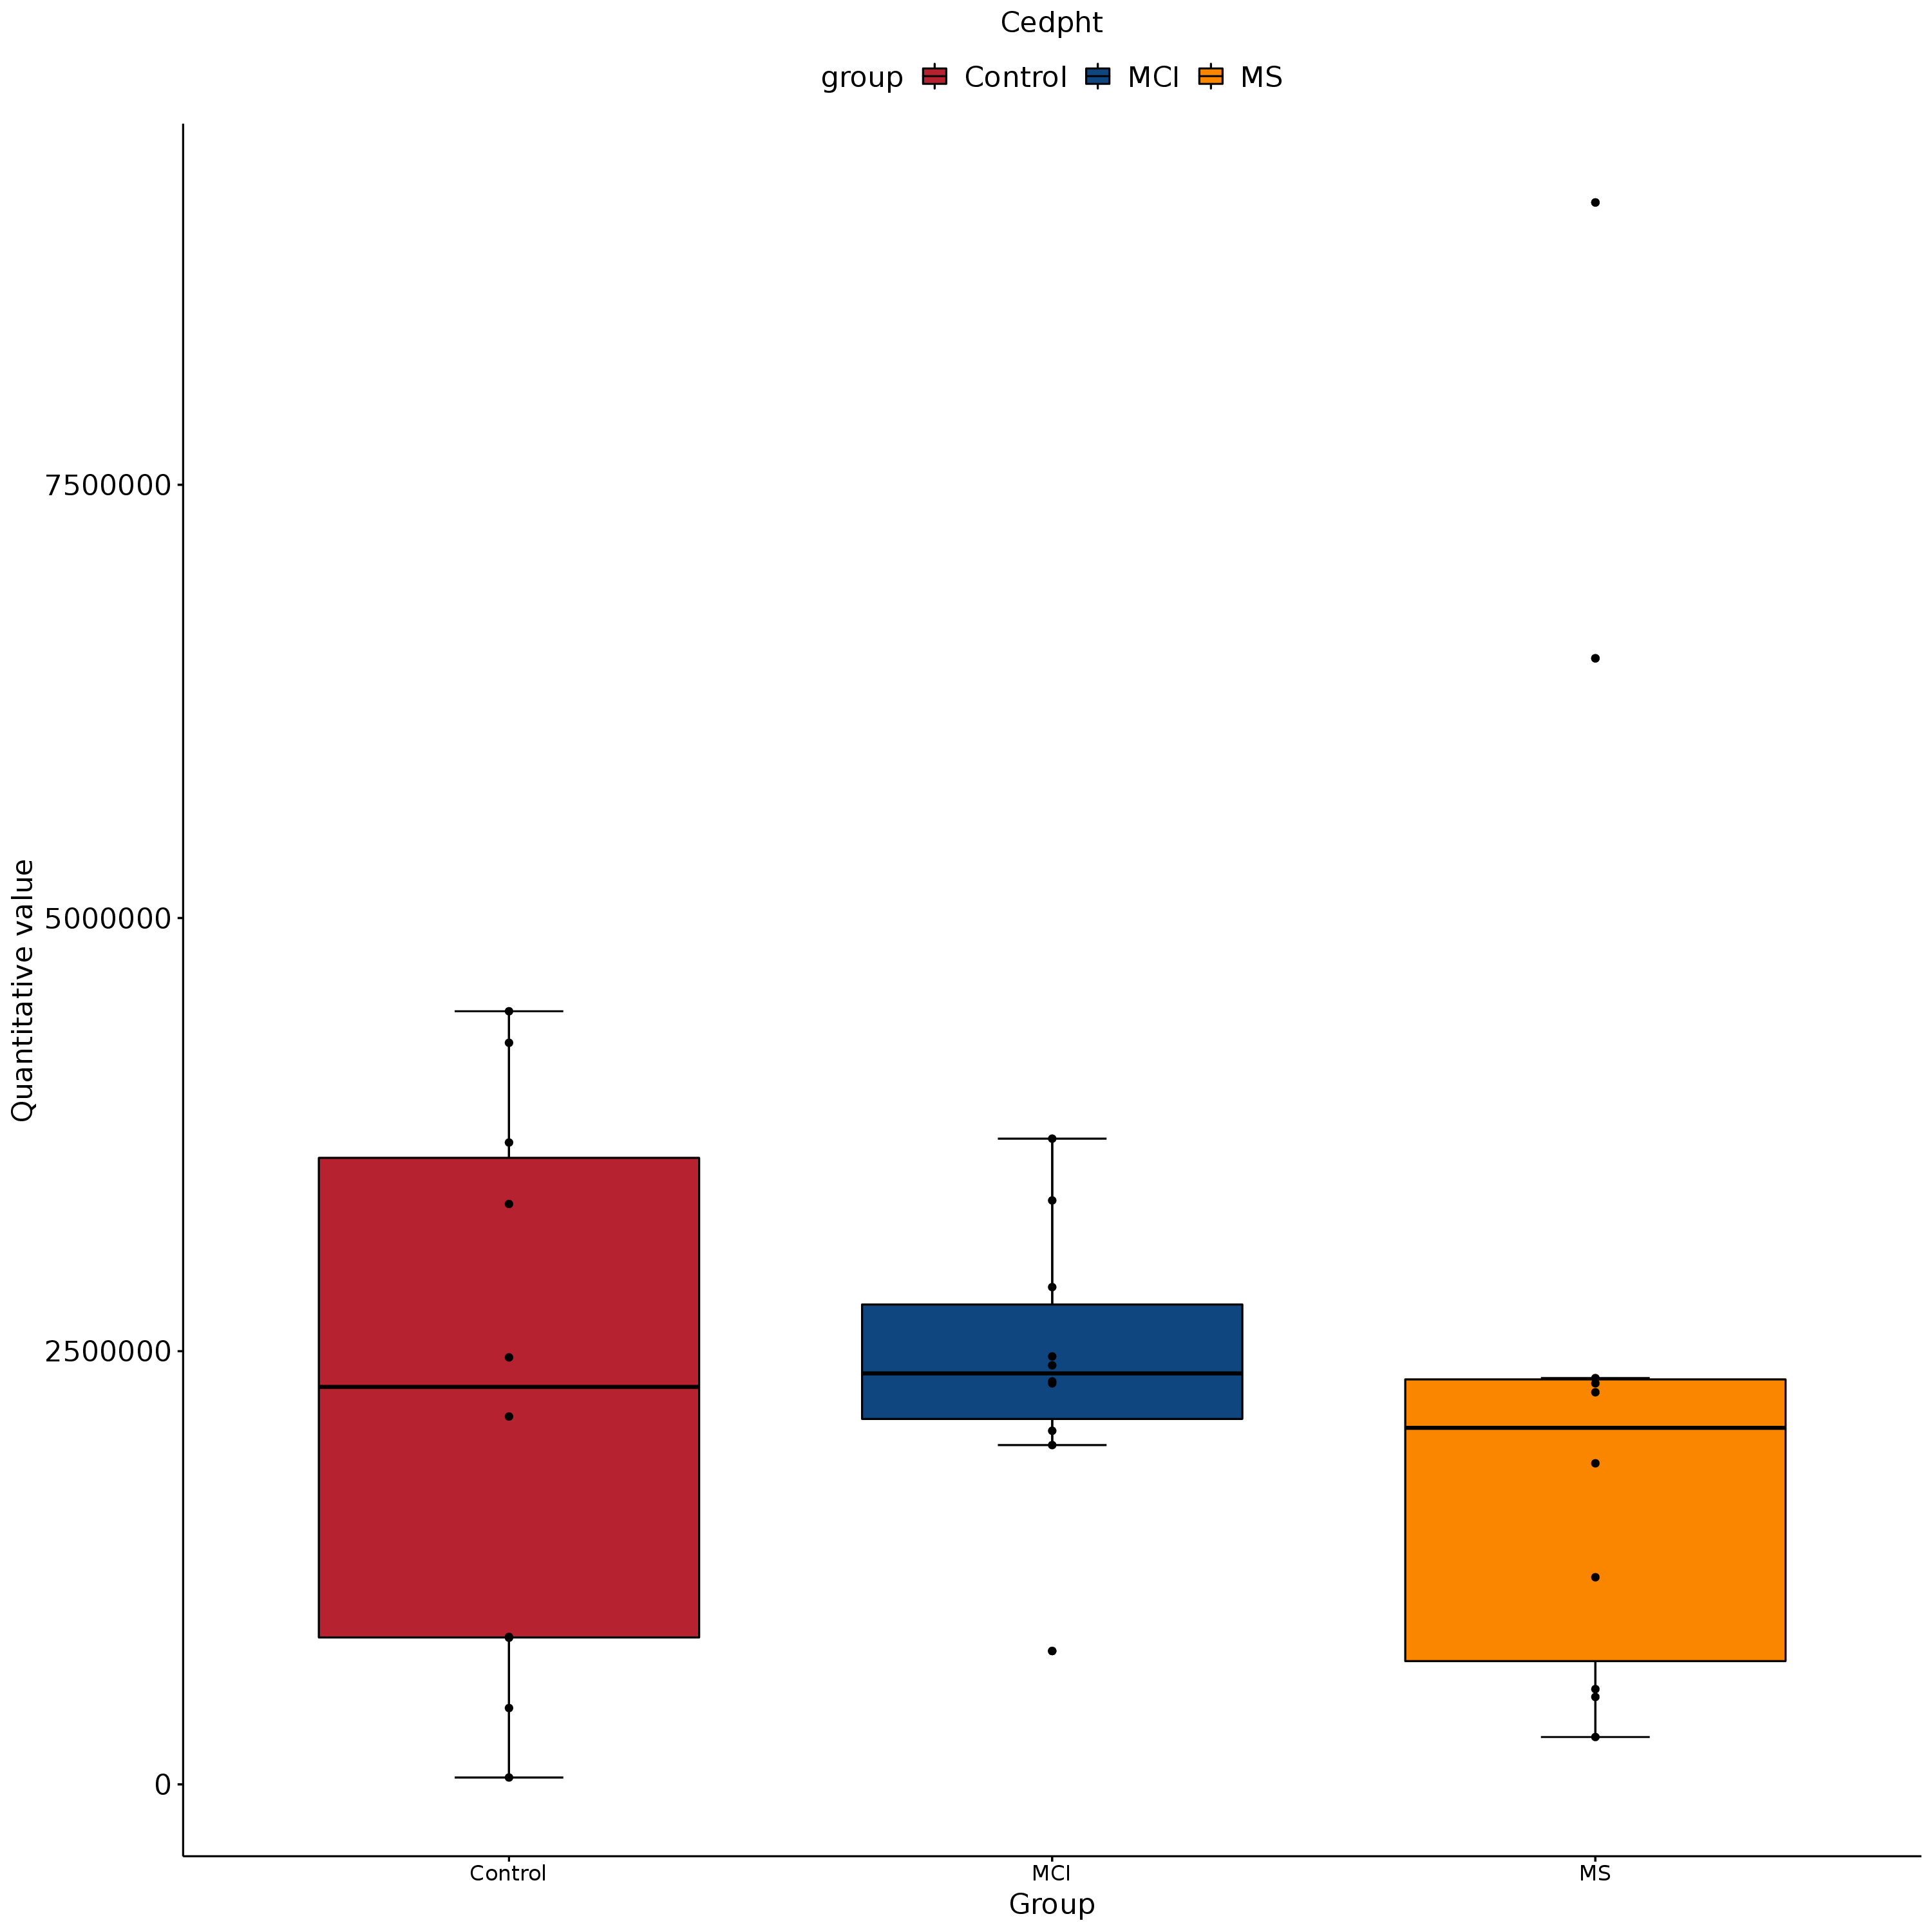 Cedpht
group Control MCI MS
Quantitative value
7500000
5000000
2500000
0
Control MCI MS
Group